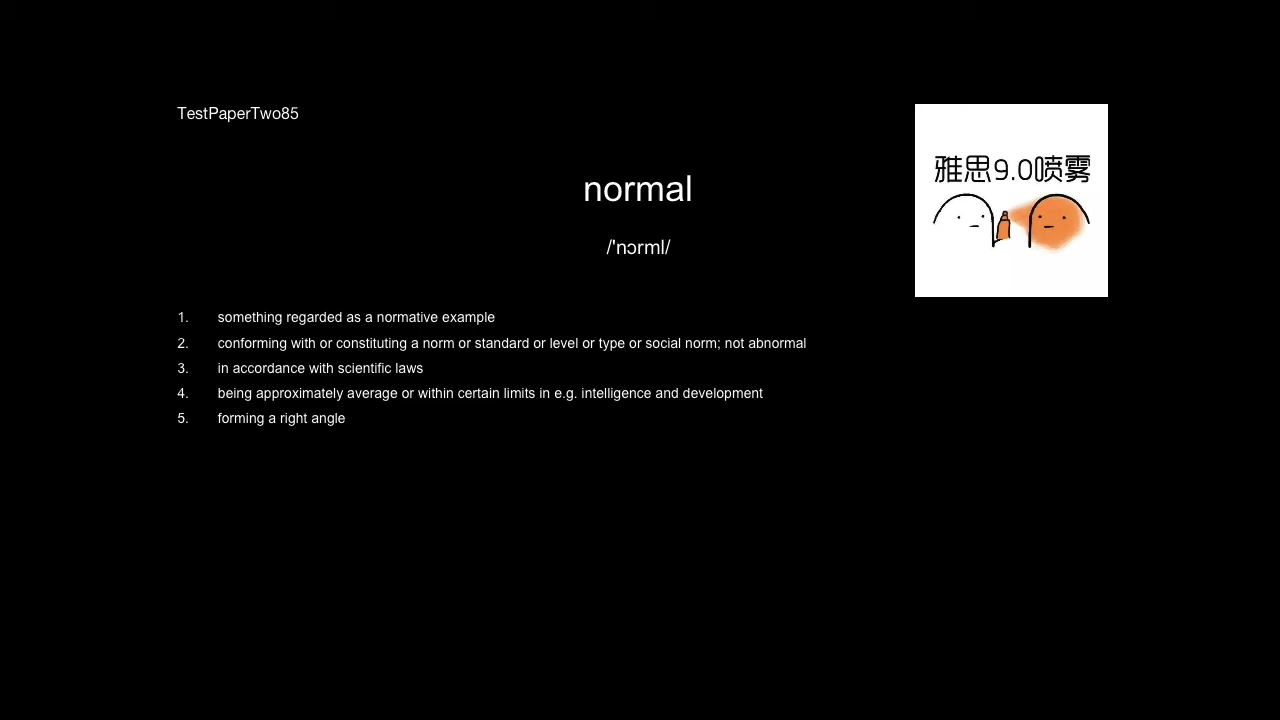 TestPaperTwo85
雅思9.0喷雾
normal
/'nɔrml/
1. something regarded as a normative example
2. conforming with or constituting a norm or standard or level or type or social norm; not abnormal
3. in accordance with scientific laws
4. being approximately average or within certain limits in e.g. intelligence and development
5. forming a right angle